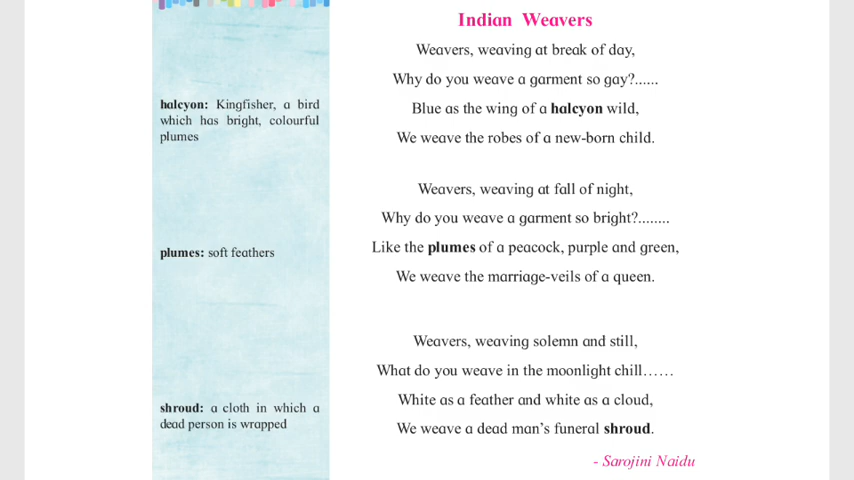 Indian Weavers
Weavers, weaving at break of day,
Why do you weave a garment so gay?......
halcyon: Kingfisher, a bird
which has bright, colourful
plumes
Blue as the wing of a halcyon wild,
We weave the robes of a new-born child.
Weavers, weaving at fall of night,
Why do you weave a garment so bright?........
plumes: soft feathers
Like the plumes of a peacock, purple and green,
We weave the marriage-veils of a queen.
Weavers, weaving solemn and still,
What do you weave in the moonlight chill……
shroud: a cloth in which a
dead person is wrapped
White as a feather and white as a cloud,
We weave a dead man's funeral shroud.
- Sarojini Naidu